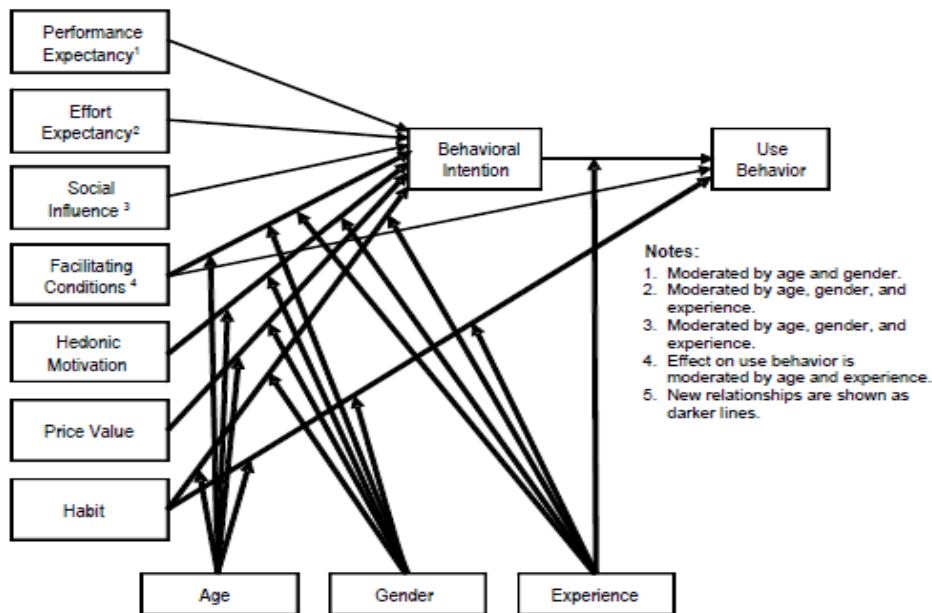 Performance
Expectancy ¹
Effort
Expectancy²
Social
Influence ³
Facilitating
Conditions ⁴
Hedonic
Motivation
Price Value
Habit
Behavioral
Intention
Use
Behavior
Notes:
1. Moderated by age and gender.
2. Moderated by age, gender, and
experience.
3. Moderated by age, gender, and
experience.
4. Effect on use behavior is
moderated by age and experience.
5. New relationships are shown as
darker lines.
Age
Gender
Experience